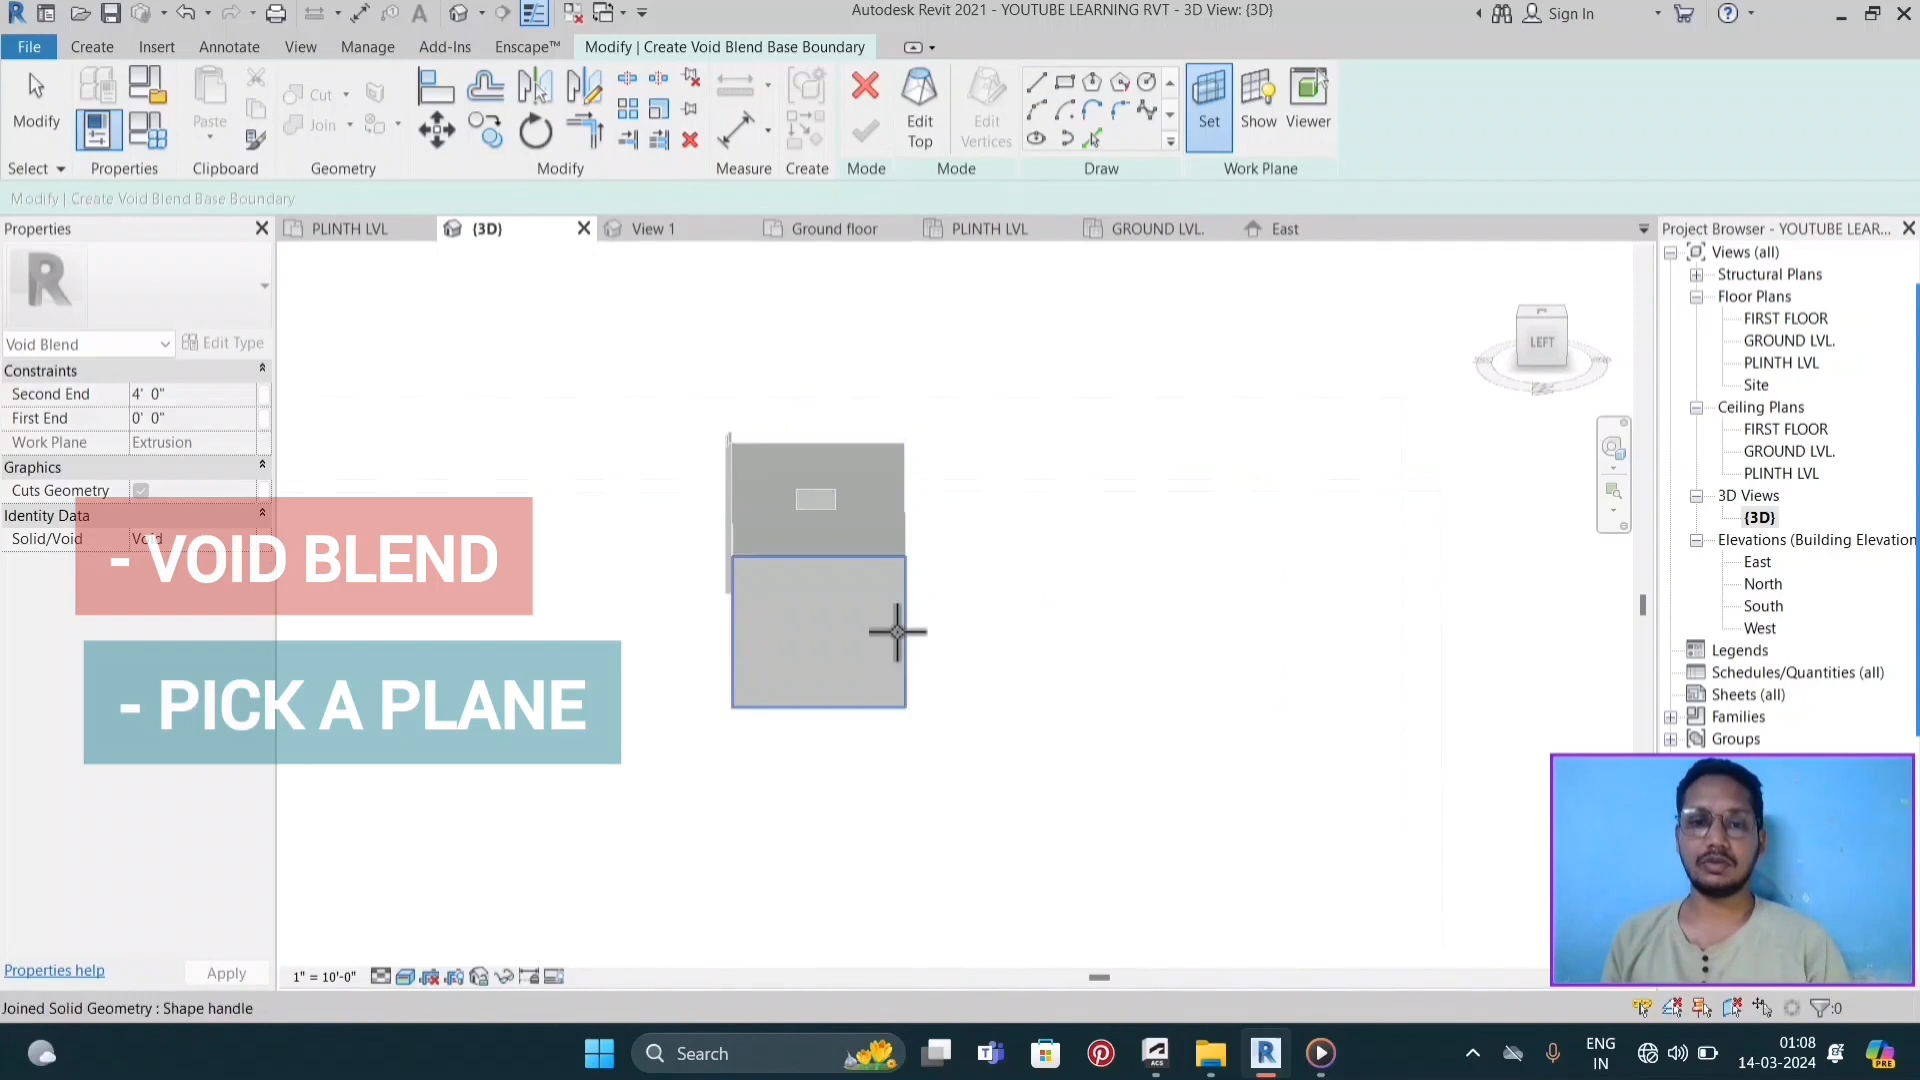 Autodesk Revit 2021 - YOUTUBE LEARNING RVT - 3D View: {3D}
Sign In
File Create Insert Annotate View Manage Add-Ins Enscape™ Modify | Create Void Blend Base Boundary
Modify
Paste
Cut
Join
Edit Top
Edit Vertices
Set Show Viewer
Select Properties Clipboard Geometry Modify Measure Create Mode Mode Draw Work Plane
Modify | Create Void Blend Base Boundary
Properties
PLINTH LVL {3D} View 1 Ground floor PLINTH LVL GROUND LVL. East
Project Browser - YOUTUBE LEAR...
R
Void Blend
Edit Type
Constraints
Second End 4' 0"
First End 0' 0"
Work Plane Extrusion
Graphics
Cuts Geometry
Identity Data
Solid/Void Void
- VOID BLEND
- PICK A PLANE
LEFT
Views (all)
Structural Plans
Floor Plans
FIRST FLOOR
GROUND LVL.
PLINTH LVL
Site
Ceiling Plans
FIRST FLOOR
GROUND LVL.
PLINTH LVL
3D Views
{3D}
Elevations (Building Elevation
East
North
South
West
Legends
Schedules/Quantities (all)
Sheets (all)
Families
Groups
Properties help
Apply
1" = 10'-0"
Joined Solid Geometry : Shape handle
:0
Search
ENG
IN
01:08
14-03-2024